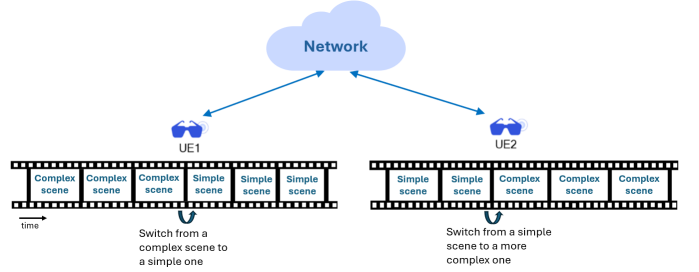 Network
UE1
UE2
Complex scene
Complex scene
Complex scene
Simple scene
Simple scene
Simple scene
Simple scene
Simple scene
Complex scene
Complex scene
Complex scene
time
Switch from a
complex scene to
a simple one
Switch from a simple
scene to a more
complex one